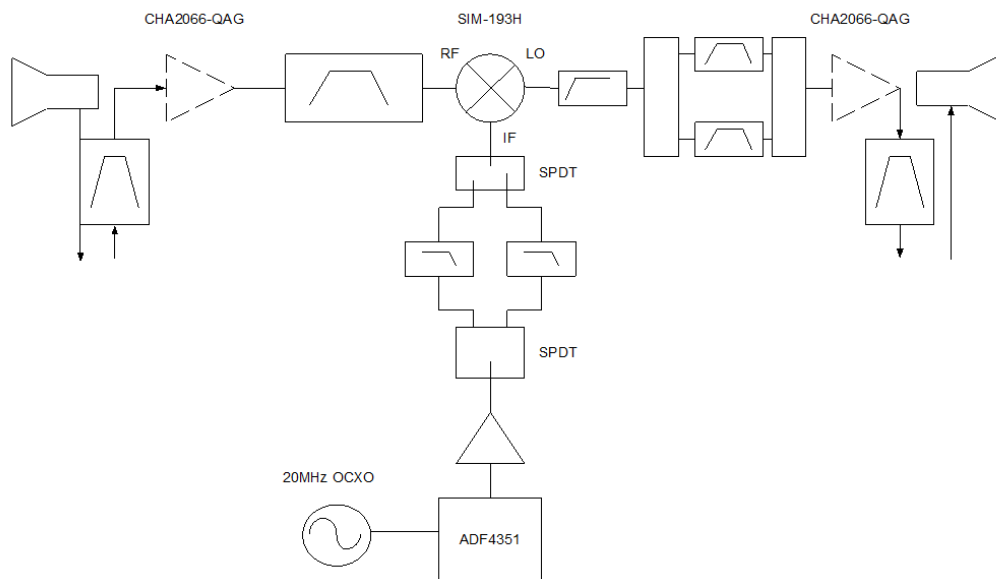 CHA2066-QAG
SIM-193H
CHA2066-QAG
RF
LO
IF
SPDT
SPDT
20MHz OCXO
ADF4351